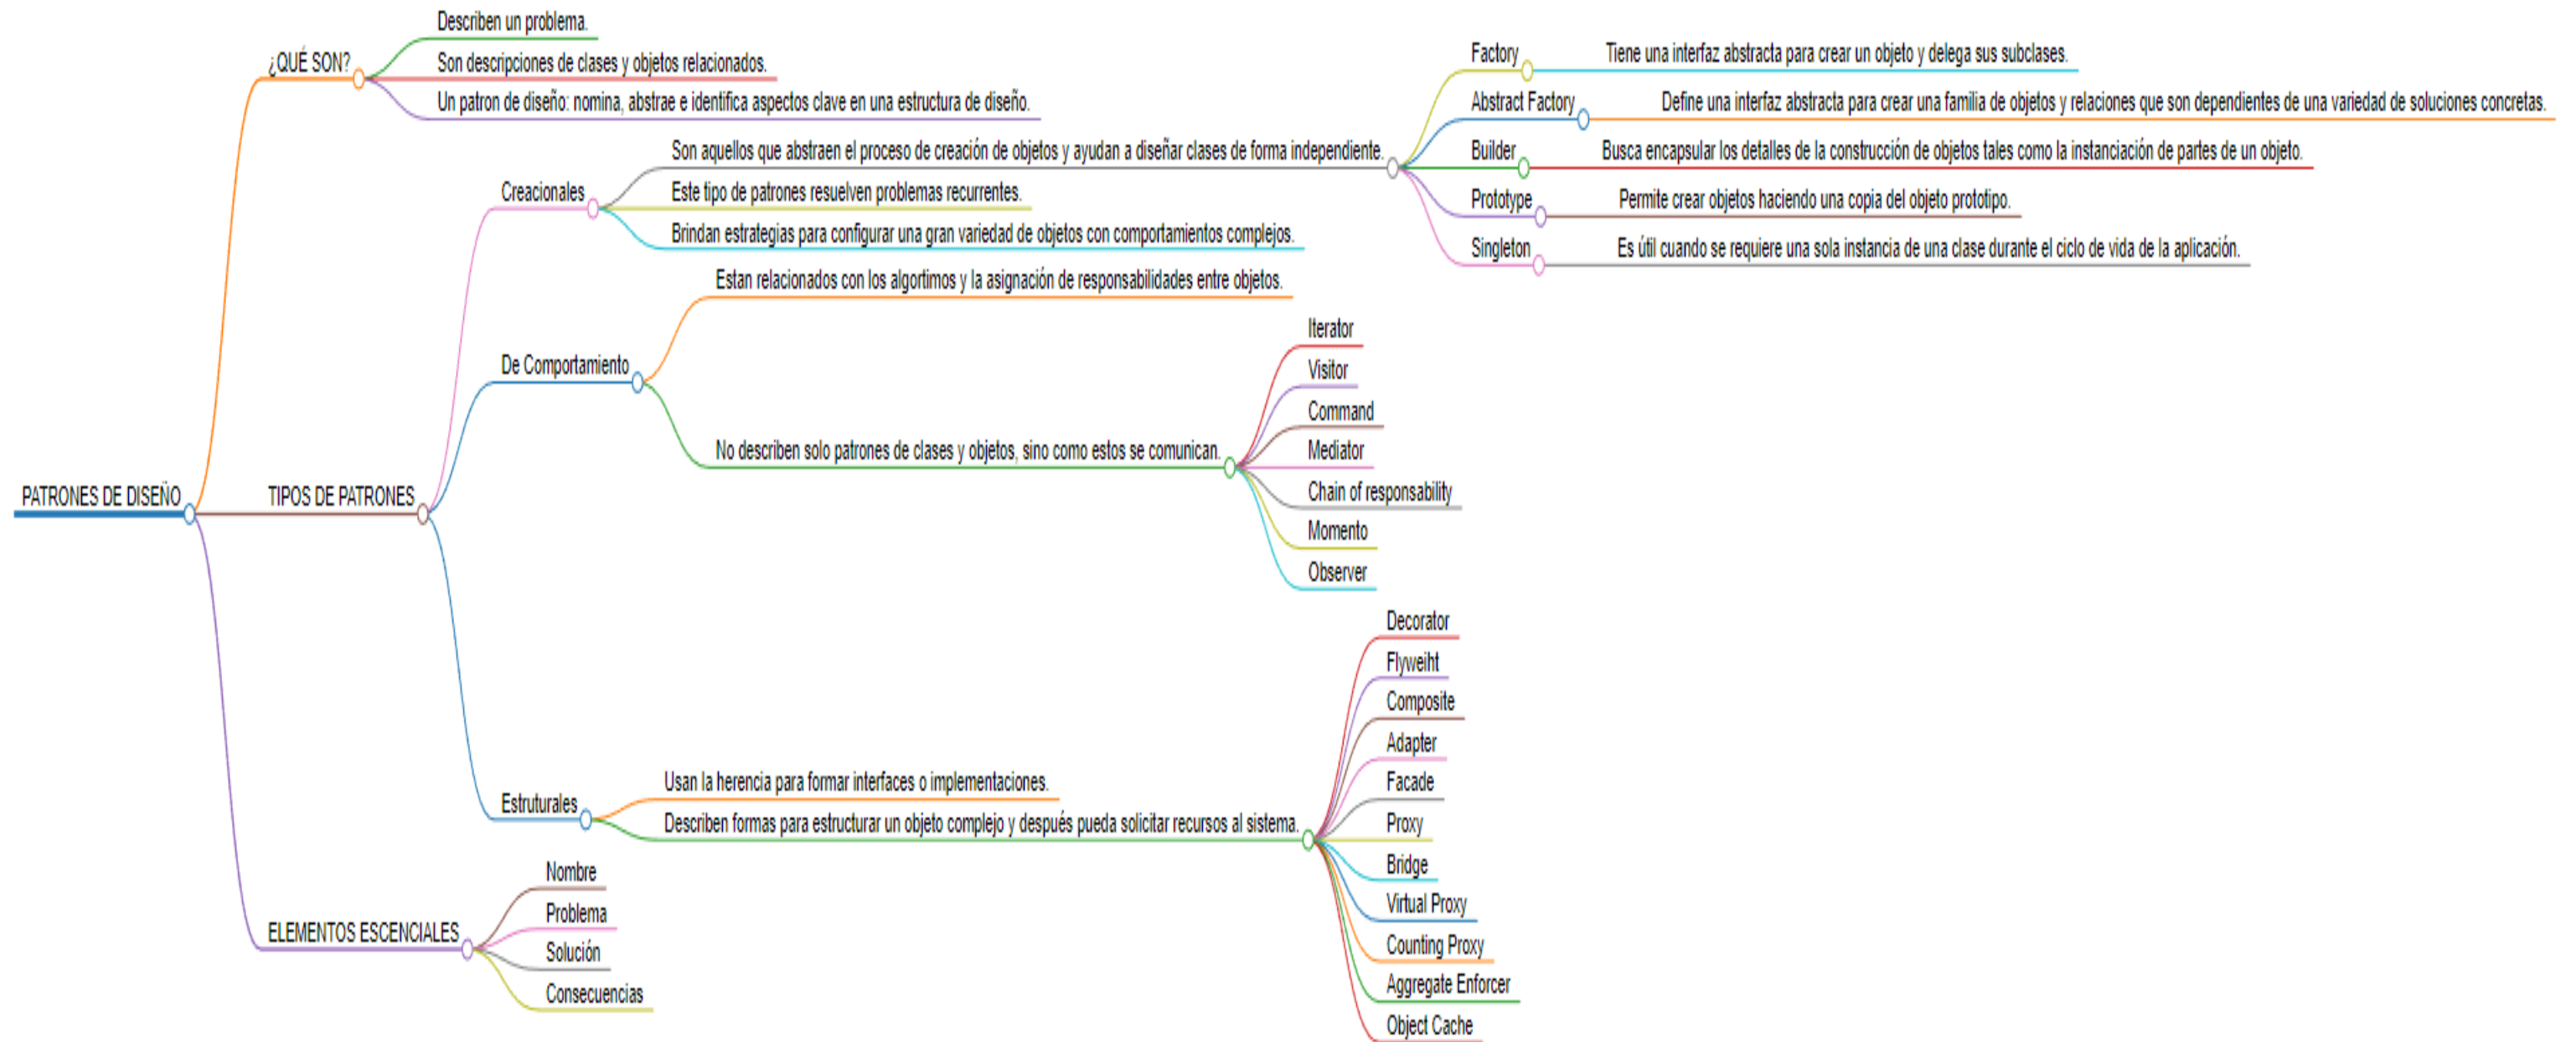 PATRONES DE DISEÑO
¿QUÉ SON?
Describen un problema.
Son descripciones de clases y objetos relacionados.
Un patron de diseño: nomina, abstrae e identifica aspectos clave en una estructura de diseño.
TIPOS DE PATRONES
Creacionales
Son aquellos que abstraen el proceso de creación de objetos y ayudan a diseñar clases de forma independiente.
Factory
Tiene una interfaz abstracta para crear un objeto y delega sus subclases.
Abstract Factory
Define una interfaz abstracta para crear una familia de objetos y relaciones que son dependientes de una variedad de soluciones concretas.
Builder
Busca encapsular los detalles de la construcción de objetos tales como la instanciación de partes de un objeto.
Prototype
Permite crear objetos haciendo una copia del objeto prototipo.
Singleton
Es útil cuando se requiere una sola instancia de una clase durante el ciclo de vida de la aplicación.
Este tipo de patrones resuelven problemas recurrentes.
Brindan estrategias para configurar una gran variedad de objetos con comportamientos complejos.
De Comportamiento
Estan relacionados con los algortimos y la asignación de responsabilidades entre objetos.
No describen solo patrones de clases y objetos, sino como estos se comunican.
Iterator
Visitor
Command
Mediator
Chain of responsability
Momento
Observer
Estruturales
Usan la herencia para formar interfaces o implementaciones.
Describen formas para estructurar un objeto complejo y después pueda solicitar recursos al sistema.
Decorator
Flyweiht
Composite
Adapter
Facade
Proxy
Bridge
Virtual Proxy
Counting Proxy
Aggregate Enforcer
Object Cache
ELEMENTOS ESCENCIALES
Nombre
Problema
Solución
Consecuencias